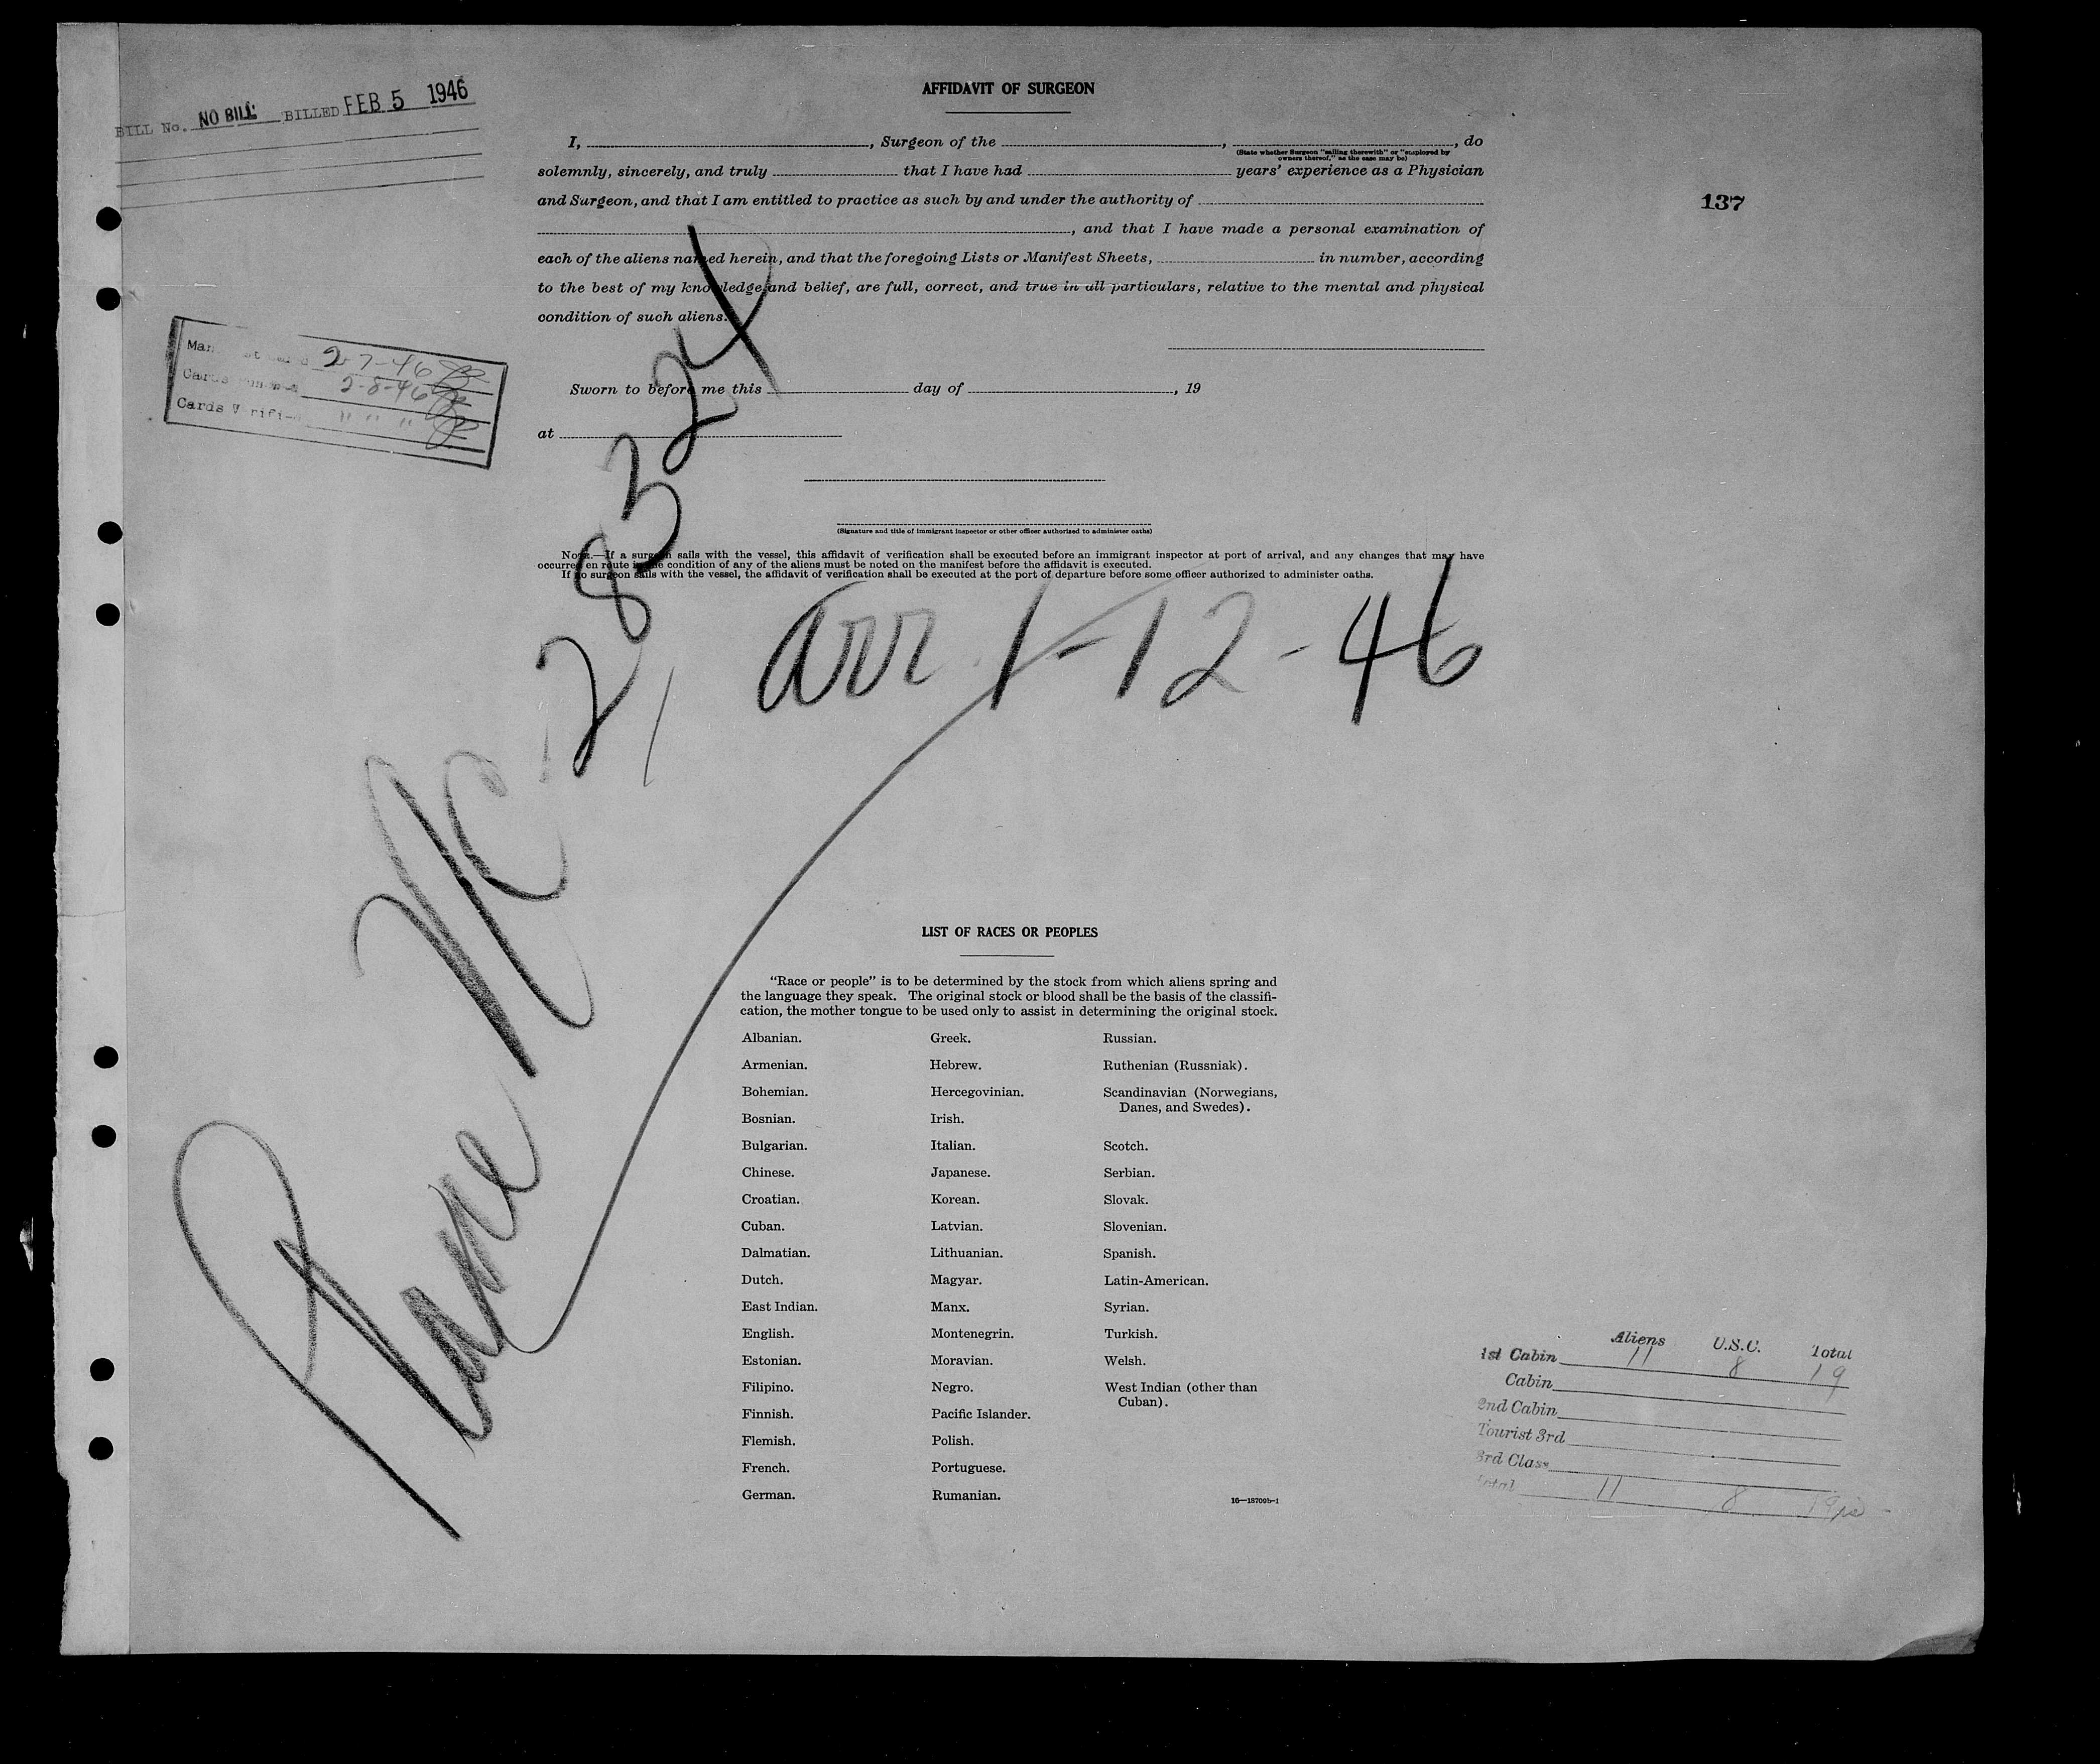 BILL No. NO BILL BILLED FEB 5 1946
AFFIDAVIT OF SURGEON
I, , Surgeon of the , , do
(State whether Surgeon "sailing therewith" or "employed by
owners thereof," as the case may be)
solemnly, sincerely, and truly that I have had years' experience as a Physician
and Surgeon, and that I am entitled to practice as such by and under the authority of
, and that I have made a personal examination of
each of the aliens named herein, and that the foregoing Lists or Manifest Sheets, in number, according
to the best of my knowledge and belief, are full, correct, and true in all particulars, relative to the mental and physical
condition of such aliens.
137
2-7-46
Cards 2-8-46
Cards Verified " " "
Sworn to before me this day of , 19
at
(Signature and title of immigrant inspector or other officer authorized to administer oaths)
NOTE.—If a surgeon sails with the vessel, this affidavit of verification shall be executed before an immigrant inspector at port of arrival, and any changes that may have
occurred en route in the condition of any of the aliens must be noted on the manifest before the affidavit is executed.
If no surgeon sails with the vessel, the affidavit of verification shall be executed at the port of departure before some officer authorized to administer oaths.
Plane NC-28324
arr 1-12-46
LIST OF RACES OR PEOPLES
"Race or people" is to be determined by the stock from which aliens spring and
the language they speak. The original stock or blood shall be the basis of the classifi-
cation, the mother tongue to be used only to assist in determining the original stock.
Albanian. Greek. Russian.
Armenian. Hebrew. Ruthenian (Russniak).
Bohemian. Hercegovinian. Scandinavian (Norwegians,
Danes, and Swedes).
Bosnian. Irish.
Bulgarian. Italian. Scotch.
Chinese. Japanese. Serbian.
Croatian. Korean. Slovak.
Cuban. Latvian. Slovenian.
Dalmatian. Lithuanian. Spanish.
Dutch. Magyar. Latin-American.
East Indian. Manx. Syrian.
English. Montenegrin. Turkish.
Estonian. Moravian. Welsh.
Filipino. Negro. West Indian (other than
Cuban).
Finnish. Pacific Islander.
Flemish. Polish.
French. Portuguese.
German. Rumanian.
16—18709b-1
Aliens U.S.C. Total
1st Cabin 11 8 19
Cabin
2nd Cabin
Tourist 3rd
3rd Class
Total 11 8 19